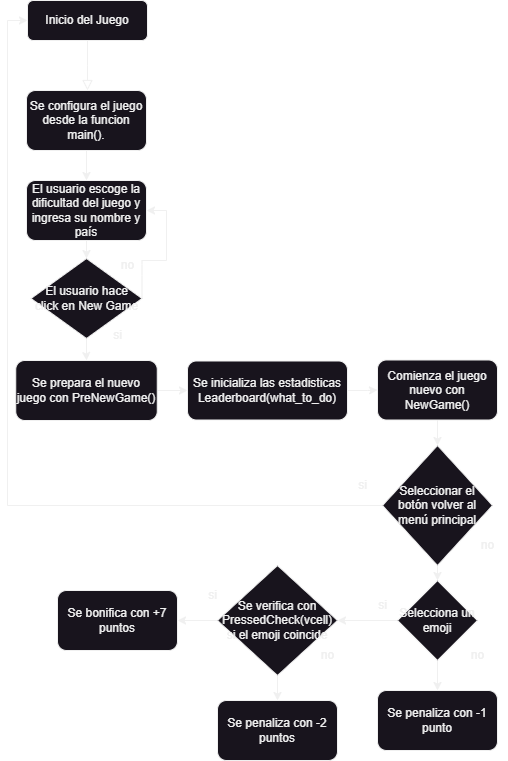 Inicio del Juego
Se configura el juego
desde la funcion
main().
El usuario escoge la
dificultad del juego y
ingresa su nombre y
país
no
El usuario hace
click en New Game
si
Se prepara el nuevo
juego con PreNewGame()
Se inicializa las estadisticas
Leaderboard(what_to_do)
Comienza el juego
nuevo con
NewGame()
si
Seleccionar el
botón volver al
menú principal
no
Selecciona un
emoji
si
no
Se verifica con
PressedCheck(vcell)
si el emoji coincide
si
no
Se bonifica con +7
puntos
Se penaliza con -2
puntos
Se penaliza con -1
punto